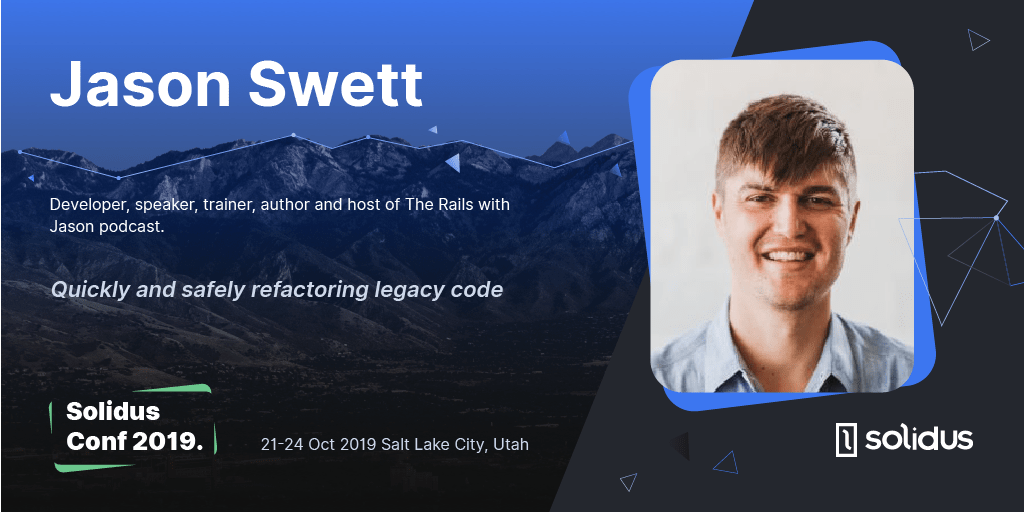 Jason Swett
Developer, speaker, trainer, author and host of The Rails with
Jason podcast.
Quickly and safely refactoring legacy code
Solidus
Conf 2019.
21-24 Oct 2019 Salt Lake City, Utah
solidus